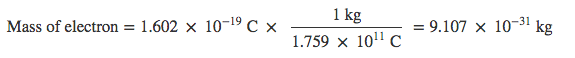 Mass of electron = 1.602 × 10⁻¹⁹ C × 1 kg / 1.759 × 10¹¹ C = 9.107 × 10⁻³¹ kg